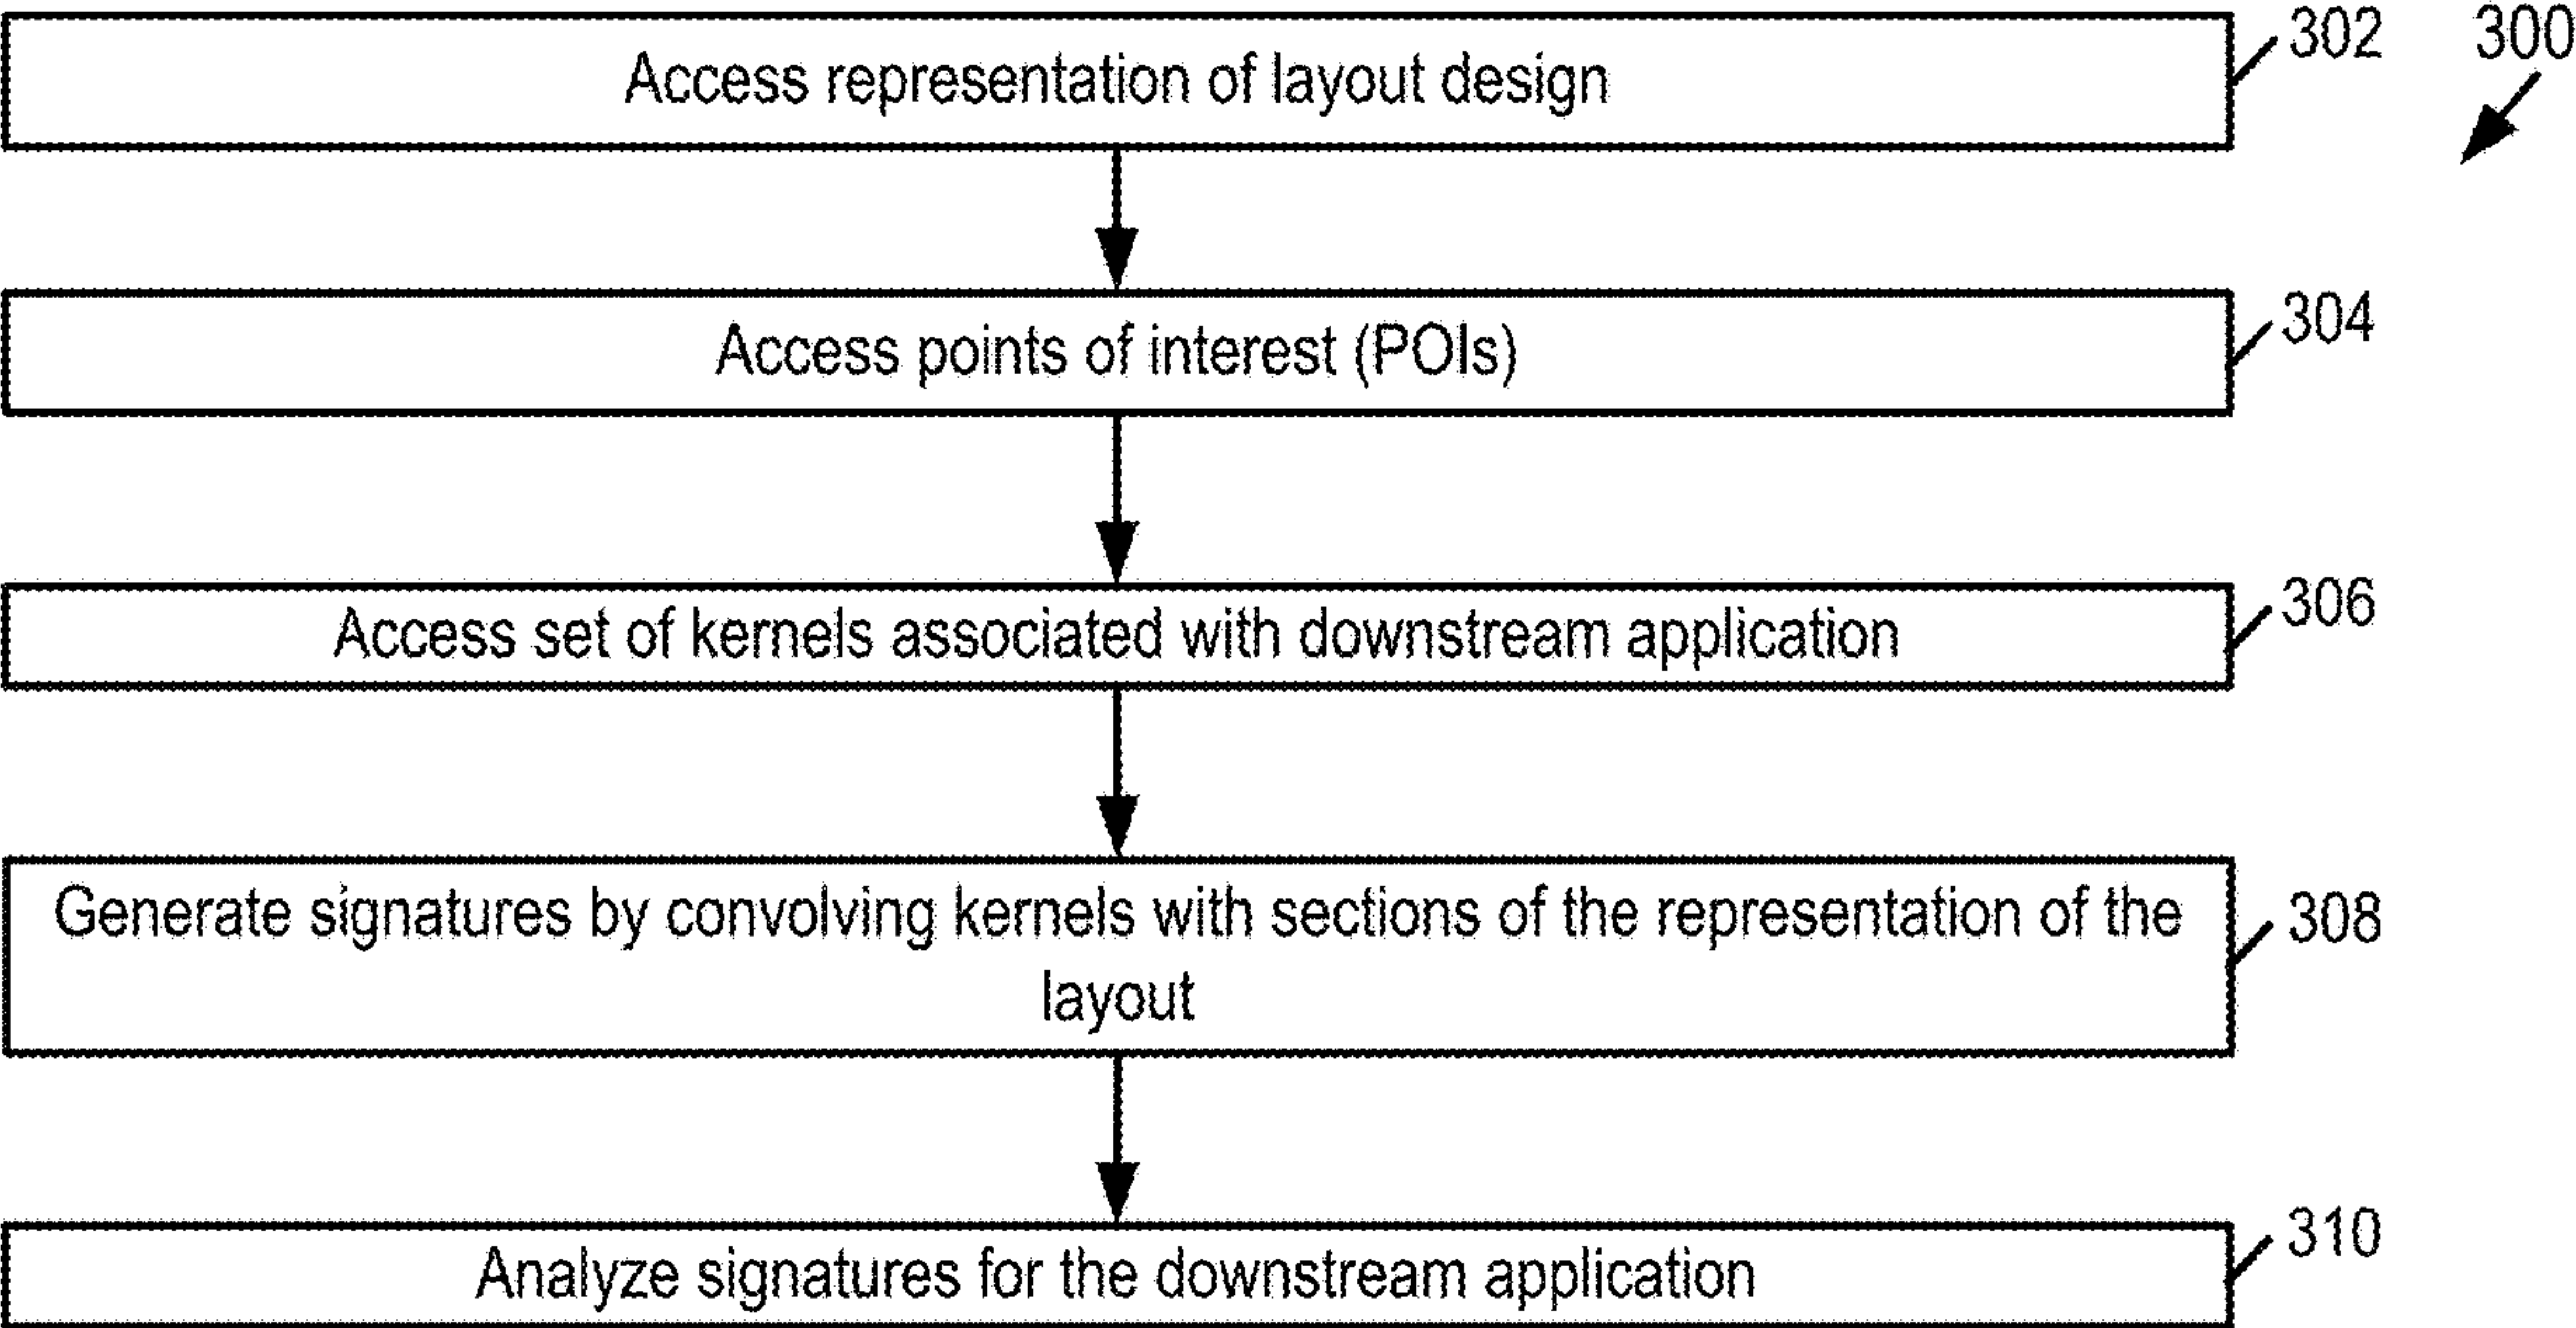 Access representation of layout design
302
300
Access points of interest (POIs)
304
Access set of kernels associated with downstream application
306
Generate signatures by convolving kernels with sections of the representation of the
layout
308
Analyze signatures for the downstream application
310